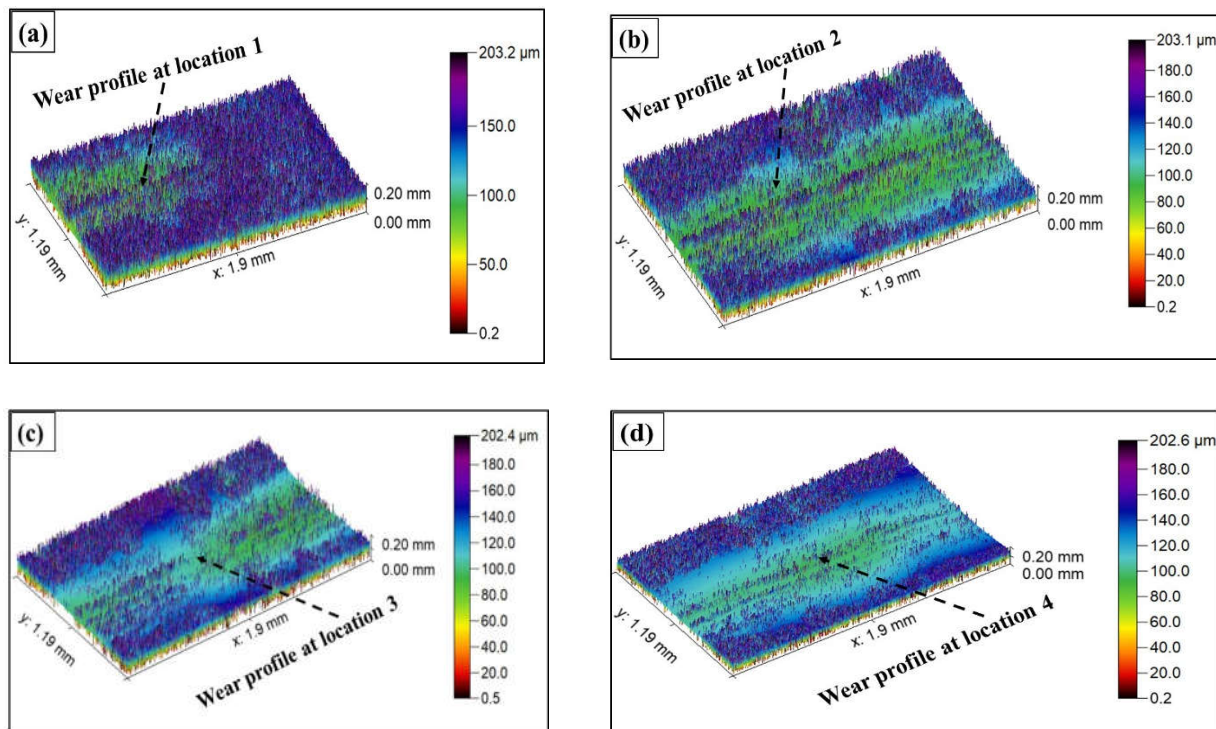 (a)
Wear profile at location 1
203.2 µm
150.0
100.0
50.0
0.2
0.20 mm
0.00 mm
y: 1.19 mm
x: 1.9 mm
(b)
Wear profile at location 2
203.1 µm
180.0
160.0
140.0
120.0
100.0
80.0
60.0
40.0
20.0
0.2
0.20 mm
0.00 mm
y: 1.19 mm
x: 1.9 mm
(c)
202.4 µm
180.0
160.0
140.0
120.0
100.0
80.0
60.0
40.0
20.0
0.5
0.20 mm
0.00 mm
y: 1.19 mm
x: 1.9 mm
Wear profile at location 3
(d)
202.6 µm
180.0
160.0
140.0
120.0
100.0
80.0
60.0
40.0
20.0
0.2
0.20 mm
0.00 mm
y: 1.19 mm
x: 1.9 mm
Wear profile at location 4